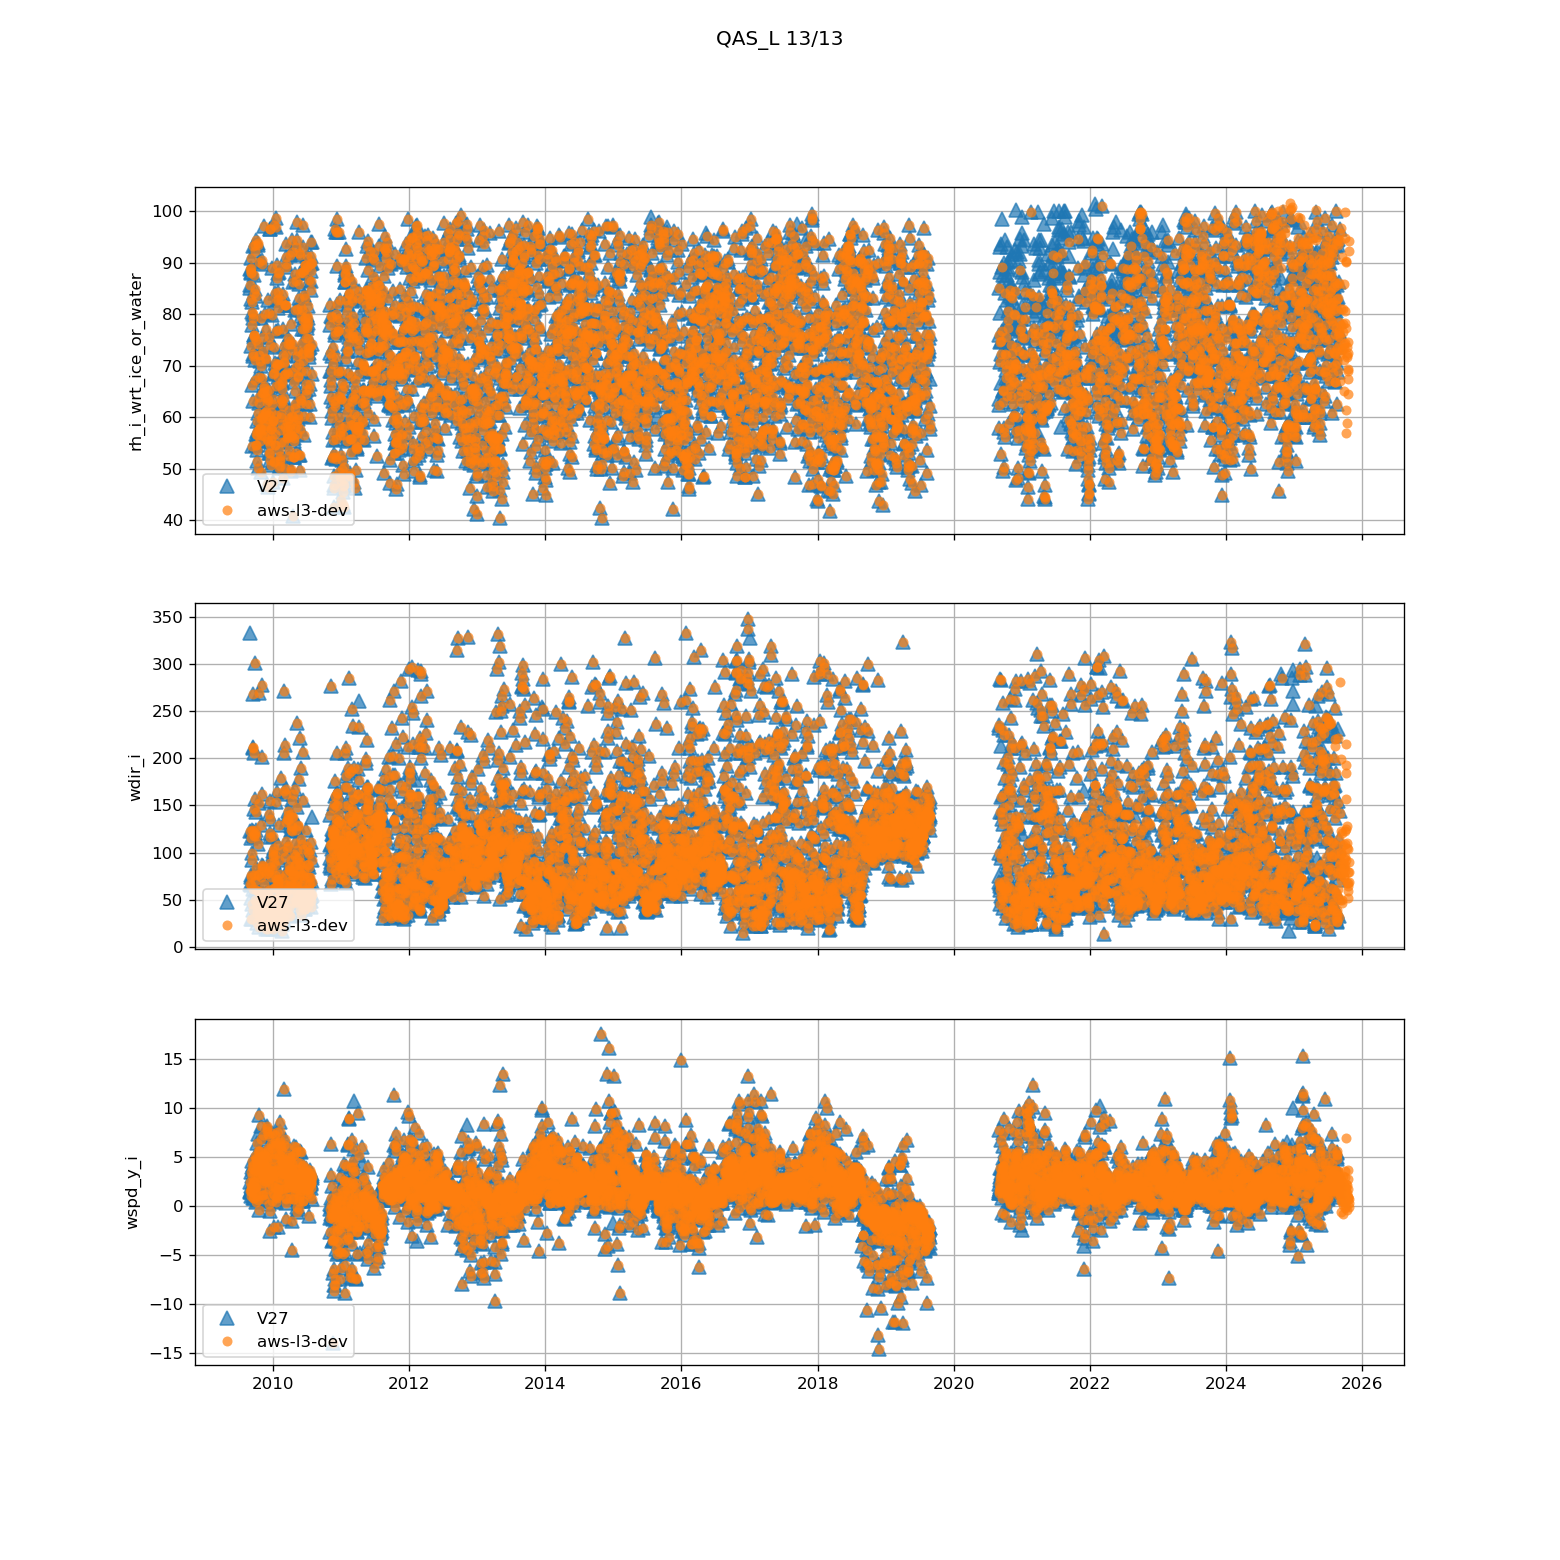 QAS_L 13/13
rh_i_wrt_ice_or_water
100
90
80
70
60
50
40
V27
aws-l3-dev
wdir_i
350
300
250
200
150
100
50
0
V27
aws-l3-dev
wspd_y_i
15
10
5
0
−5
−10
−15
V27
aws-l3-dev
2010 2012 2014 2016 2018 2020 2022 2024 2026